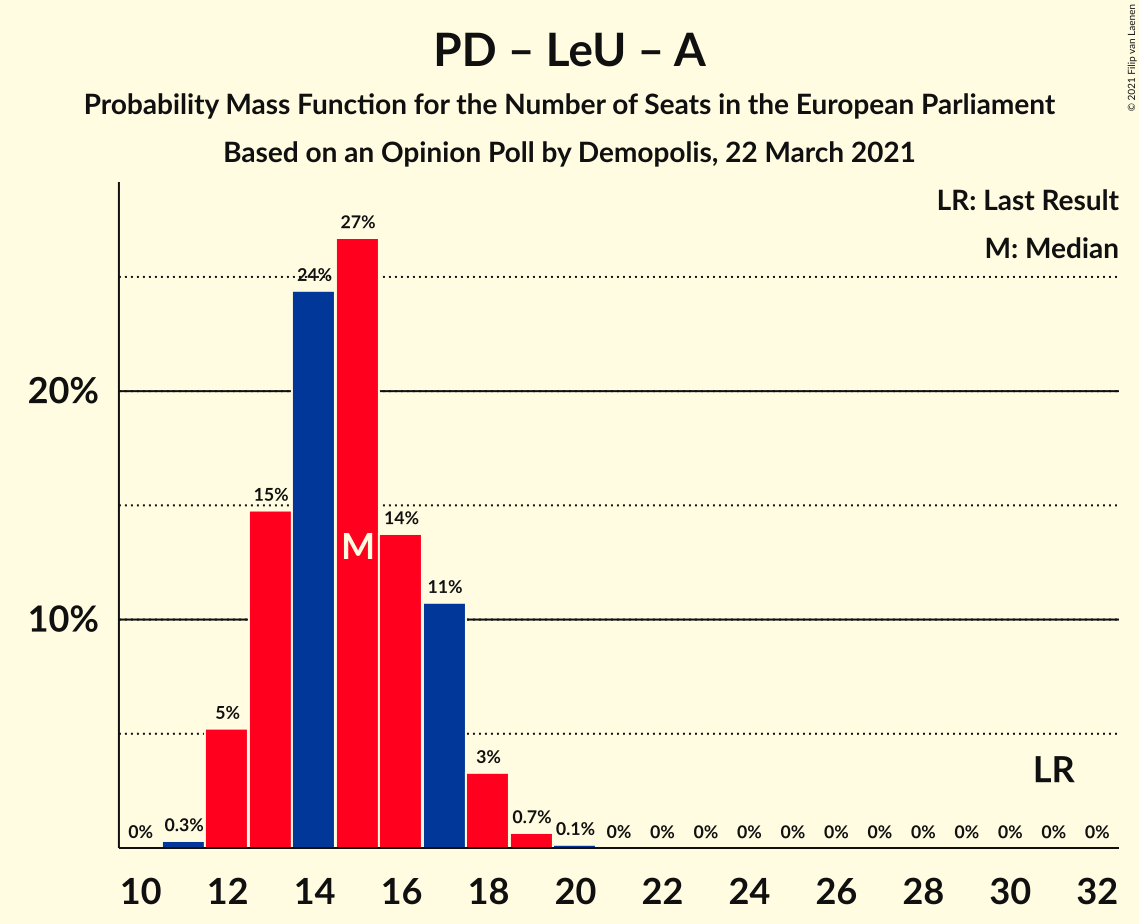 PD – LeU – A
Probability Mass Function for the Number of Seats in the European Parliament
Based on an Opinion Poll by Demopolis, 22 March 2021
© 2021 Filip van Laenen
LR: Last Result
M: Median
20%
10%
0% 0.3% 5% 15% 24% 27% 14% 11% 3% 0.7% 0.1% 0% 0% 0% 0% 0% 0% 0% 0% 0% 0% 0% 0%
M
LR
10 12 14 16 18 20 22 24 26 28 30 32